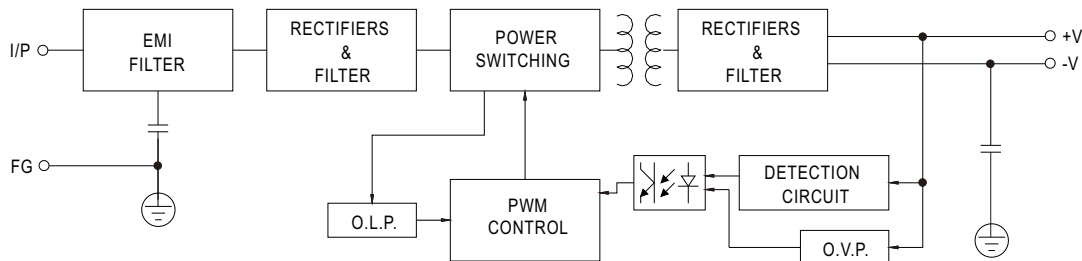 I/P
EMI
FILTER
RECTIFIERS
&
FILTER
POWER
SWITCHING
RECTIFIERS
&
FILTER
+V
-V
FG
O.L.P.
PWM
CONTROL
DETECTION
CIRCUIT
O.V.P.